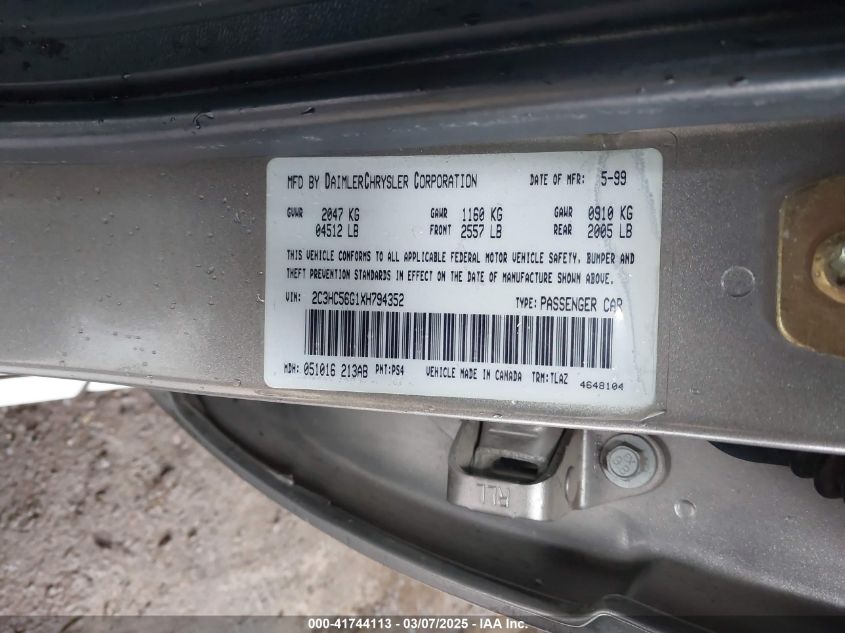 MFD BY DAIMLERCHRYSLER CORPORATION DATE OF MFR: 5-99
GVWR 2047 KG GAWR 1160 KG GAWR 0910 KG
04512 LB FRONT 2557 LB REAR 2005 LB
THIS VEHICLE CONFORMS TO ALL APPLICABLE FEDERAL MOTOR VEHICLE SAFETY, BUMPER AND
THEFT PREVENTION STANDARDS IN EFFECT ON THE DATE OF MANUFACTURE SHOWN ABOVE.
VIN: 2C3HC56G1XH794352 TYPE: PASSENGER CAR
MDH: 051016 213AB PNT: PS4 VEHICLE MADE IN CANADA TRM: TLAZ
4648104
RLL
000-41744113 — 03/07/2025 — IAA Inc.